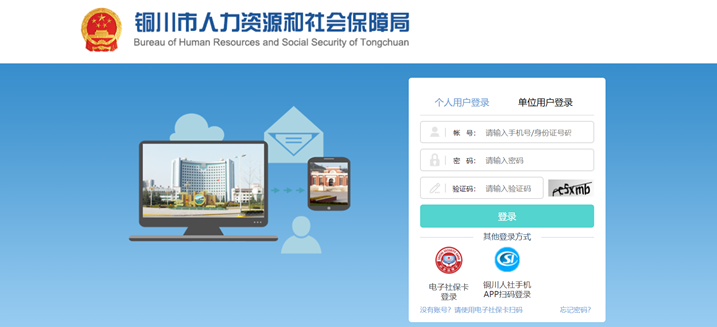 铜川市人力资源和社会保障局
Bureau of Human Resources and Social Security of Tongchuan
个人用户登录 单位用户登录
帐 号： 请输入手机号/身份证号码
密 码： 请输入密码
验证码： 请输入验证码 e5xmb
登录
其他登录方式
电子社保卡
登录
铜川人社手机
APP扫码登录
没有账号？请使用电子社保卡扫码 忘记密码？